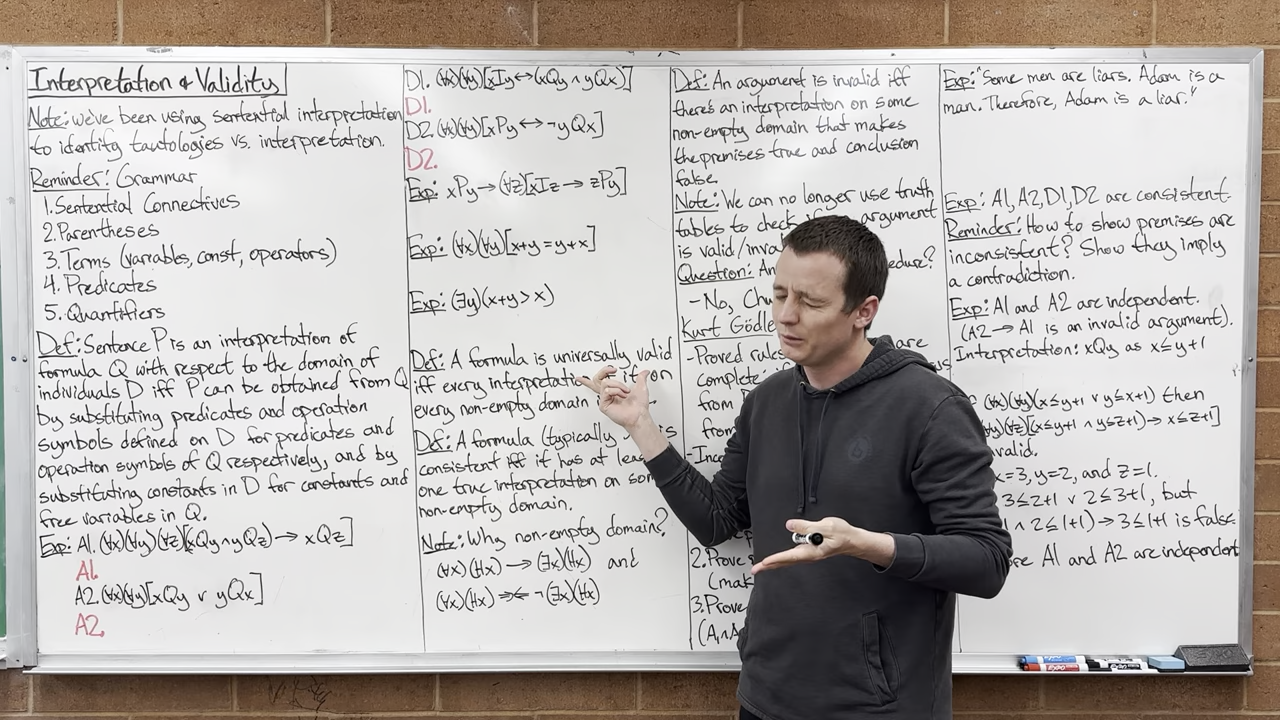 Interpretation & Validity
Note: we've been using sentential interpretation
to identify tautologies vs. interpretation.
Reminder: Grammar
1. Sentential Connectives
2. Parentheses
3. Terms (variables, const, operators)
4. Predicates
5. Quantifiers
Def: Sentence P is an interpretation of
formula Q with respect to the domain of
individuals D iff P can be obtained from Q
by substituting predicates and operation
symbols defined on D for predicates and
operation symbols of Q respectively, and by
substituting constants in D for constants and
free variables in Q.
Exp: A1. (∀x)(∀y)(∀z)[(xQy ∧ yQz) → xQz]
A1.
A2. (∀x)(∀y)[xQy ∨ yQx]
A2.
D1. (∀x)(∀y)[xIy ↔ (xQy ∧ yQx)]
D1.
D2. (∀x)(∀y)[xPy ↔ ¬yQx]
D2.
Exp: xPy → (∀z)[xIz → zPy]
Exp: (∀x)(∀y)[x+y = y+x]
Exp: (∃y)(x+y > x)
Def: A formula is universally valid
iff every interpretation of it on
every non-empty domain
Def: A formula (typically is
consistent iff it has at least
one true interpretation on some
non-empty domain.
Note: Why non-empty domain?
(∀x)(Hx) → (∃x)(Hx) and
(∀x)(Hx) ¬(∃x)(Hx)
Def: An argument is invalid iff
there's an interpretation on some
non-empty domain that makes
the premises true and conclusion
false.
Note: We can no longer use truth
tables to check argument
is valid/
Question:
-No,
Kurt Gödle
-Proved rules are
complete:
from
from
2. Prove
3. Prove
Exp: "Some men are liars. Adam is a
man. Therefore, Adam is a liar."
Exp: A1, A2, D1, D2 are consistent.
Reminder: How to show premises are
inconsistent? Show they imply
a contradiction.
Exp: A1 and A2 are independent.
(A2 → A1 is an invalid argument).
Interpretation: xQy as x≤y+1
(∀x)(∀y)(x≤y+1 ∨ y≤x+1) then
(∀y)(∀z)[(x≤y+1 ∧ y≤z+1) → x≤z+1]
x=3, y=2, and z=1.
3≤2+1 ∨ 2≤3+1, but
∧ 2≤1+1) → 3≤1+1 is false
A1 and A2 are independent